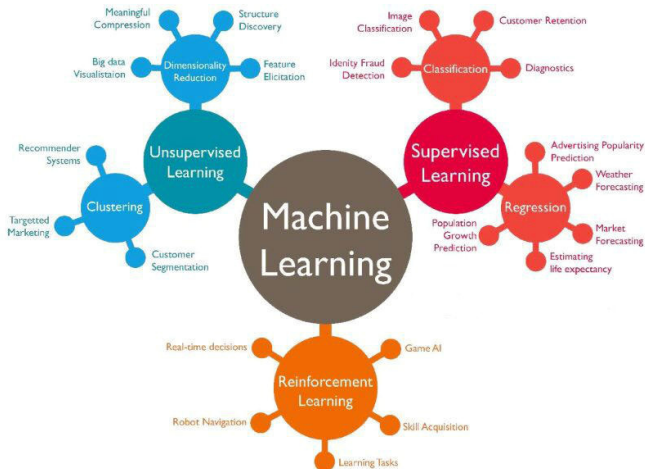 Meaningful
Compression
Structure
Discovery
Big data
Visualistaion
Dimensionality
Reduction
Feature
Elicitation
Image
Classification
Customer Retention
Idenity Fraud
Detection
Classification
Diagnostics
Recommender
Systems
Unsupervised
Learning
Supervised
Learning
Advertising Popularity
Prediction
Weather
Forecasting
Clustering
Targetted
Marketing
Customer
Segmentation
Machine
Learning
Regression
Population
Growth
Prediction
Market
Forecasting
Estimating
life expectancy
Real-time decisions
Game AI
Reinforcement
Learning
Robot Navigation
Skill Acquisition
Learning Tasks